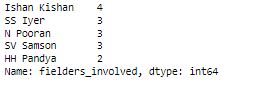 Ishan Kishan    4
SS Iyer         3
N Pooran        3
SV Samson       3
HH Pandya       2
Name: fielders_involved, dtype: int64